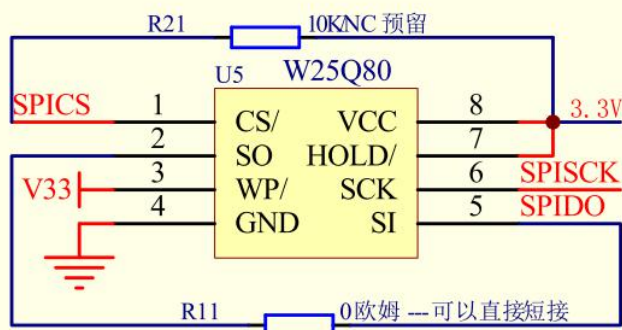 R21 10K/NC 预留
U5 W25Q80
SPICS 1 CS/ VCC 8 3.3V
2 SO HOLD/ 7
V33 3 WP/ SCK 6 SPISCK
4 GND SI 5 SPIDO
R11 0欧姆 ---可以直接短接